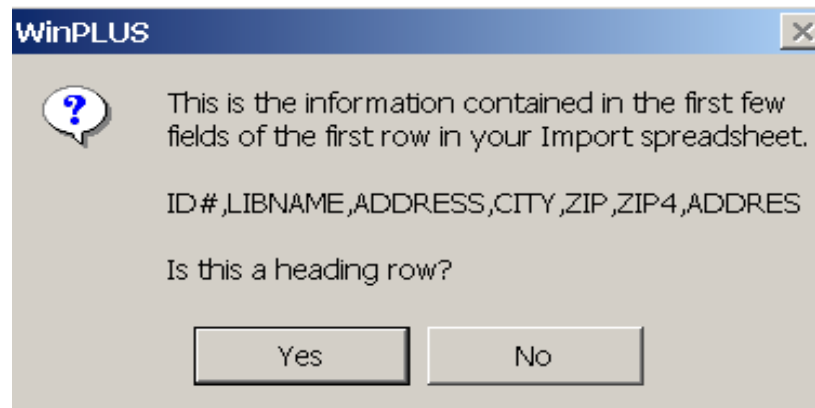 WinPLUS
This is the information contained in the first few
fields of the first row in your Import spreadsheet.
ID#,LIBNAME,ADDRESS,CITY,ZIP,ZIP4,ADDRES
Is this a heading row?
Yes
No